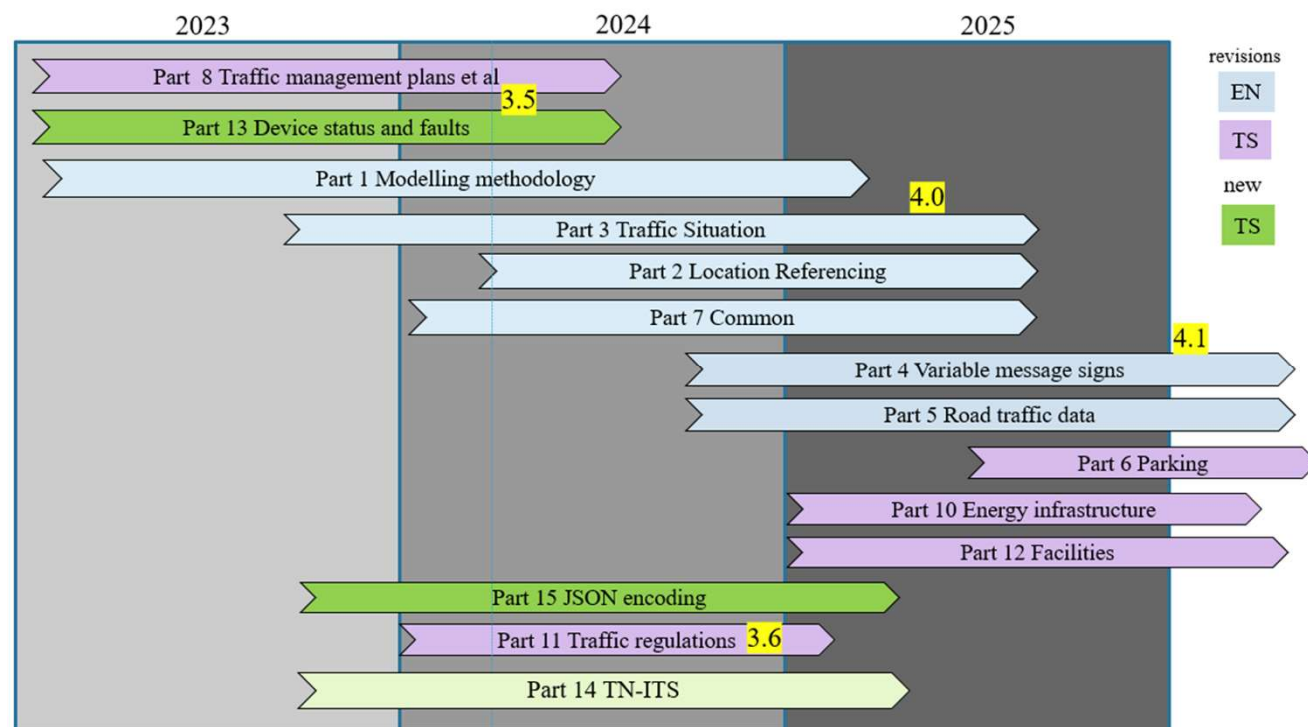 2023 2024 2025
revisions
EN
TS
new
TS
Part 8 Traffic management plans et al
3.5
Part 13 Device status and faults
Part 1 Modelling methodology
4.0
Part 3 Traffic Situation
Part 2 Location Referencing
Part 7 Common
4.1
Part 4 Variable message signs
Part 5 Road traffic data
Part 6 Parking
Part 10 Energy infrastructure
Part 12 Facilities
Part 15 JSON encoding
Part 11 Traffic regulations 3.6
Part 14 TN-ITS